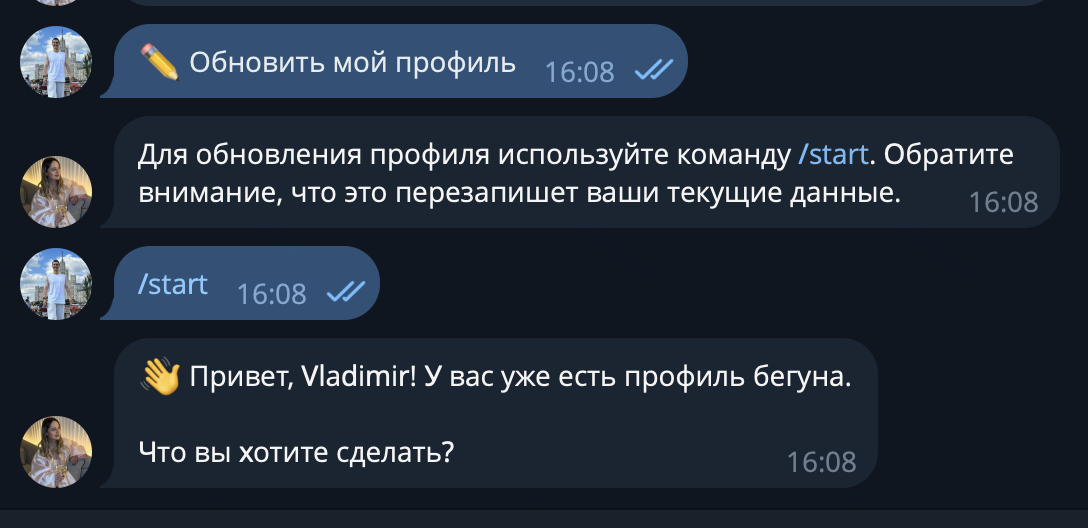 ✏️ Обновить мой профиль 16:08
Для обновления профиля используйте команду /start. Обратите
внимание, что это перезапишет ваши текущие данные. 16:08
/start 16:08
👋 Привет, Vladimir! У вас уже есть профиль бегуна.
Что вы хотите сделать? 16:08